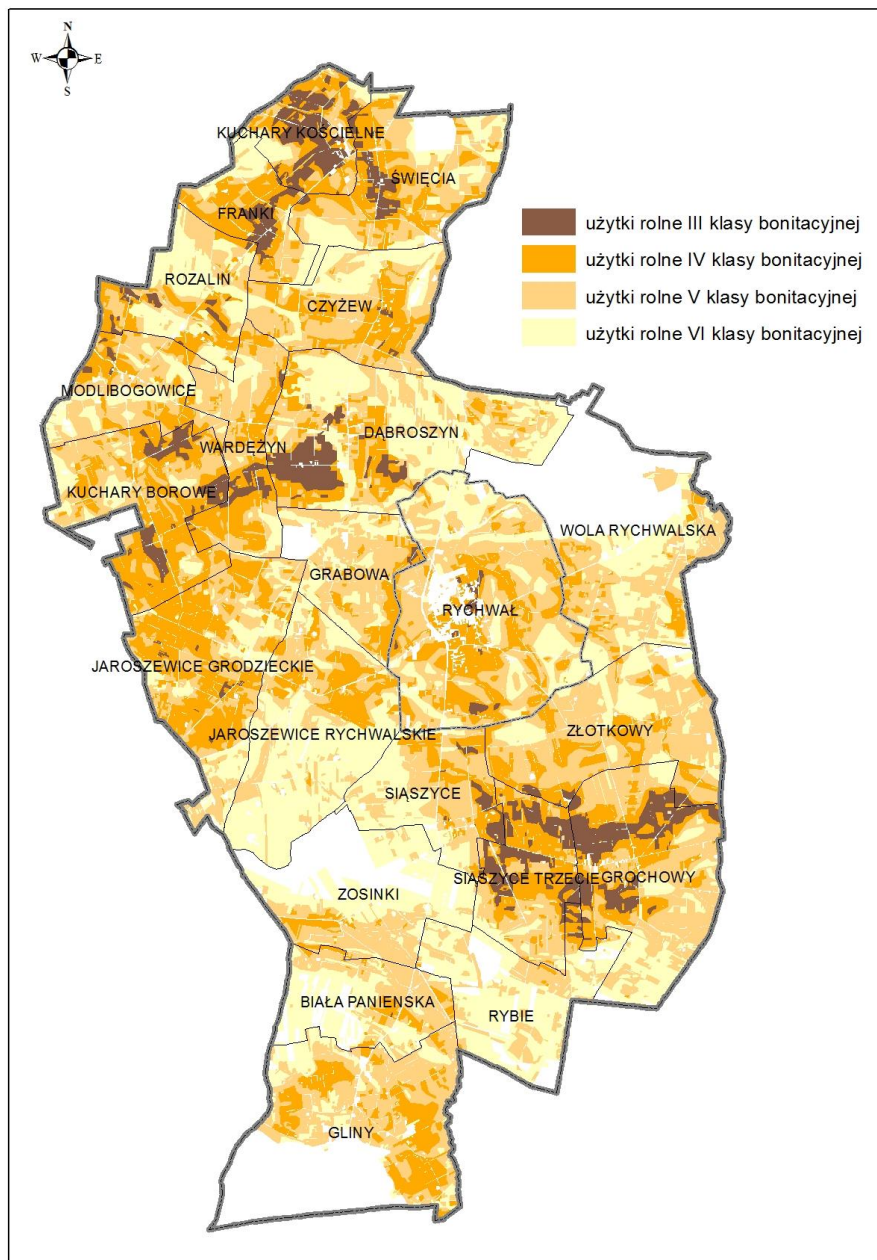 N
W E
S
KUCHARY KOŚCIELNE
ŚWIĘCIA
FRANKI
użytki rolne III klasy bonitacyjnej
użytki rolne IV klasy bonitacyjnej
użytki rolne V klasy bonitacyjnej
użytki rolne VI klasy bonitacyjnej
ROZALIN
CZYŻEW
MODLIBOGOWICE
WARDĘŻYN
DĄBROSZYN
KUCHARY BOROWE
WOLA RYCHWALSKA
GRABOWA
RYCHWAŁ
JAROSZEWICE GRODZIECKIE
JAROSZEWICE RYCHWALSKIE
ZŁOTKOWY
SIĄSZYCE
SIĄSZYCE TRZECIE
GROCHOWY
ZOSINKI
BIAŁA PANIENSKA
RYBIE
GLINY